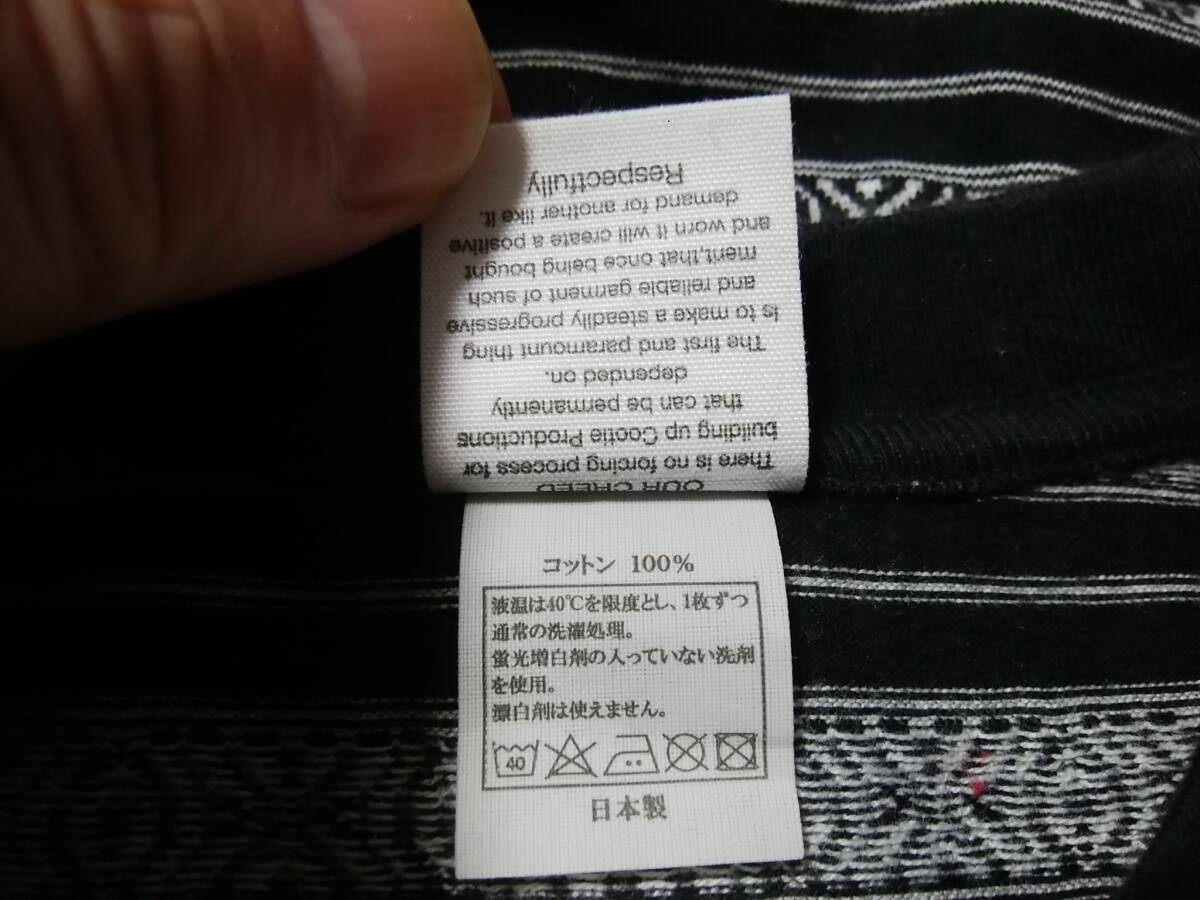 OUR CREED
There is no forcing process for
building up Cootie Productions
that can be permanently
depended on.
The first and paramount thing
is to make a steadily progressive
and reliable garment of such
merit,that once being bought
and worn it will create a positive
demand for another like it.
Respectfully
コットン 100%
液温は40℃を限度とし、1枚ずつ
通常の洗濯処理。
蛍光増白剤の入っていない洗剤
を使用。
漂白剤は使えません。
40
日本製